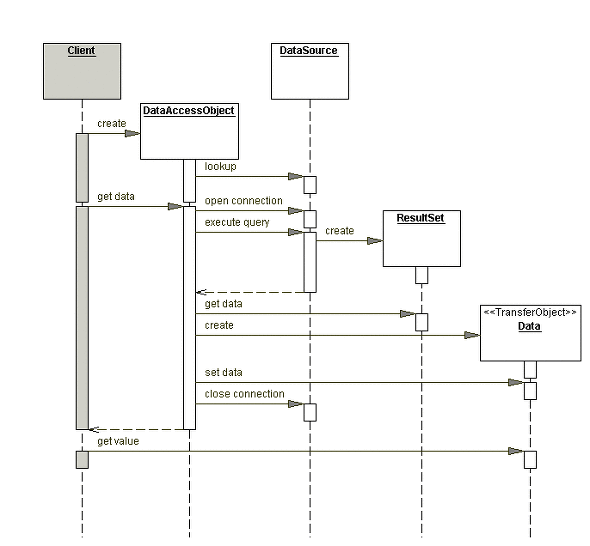 Client
DataSource
DataAccessObject
create
lookup
get data
open connection
ResultSet
execute query
create
get data
<<TransferObject>>
create
Data
set data
close connection
get value